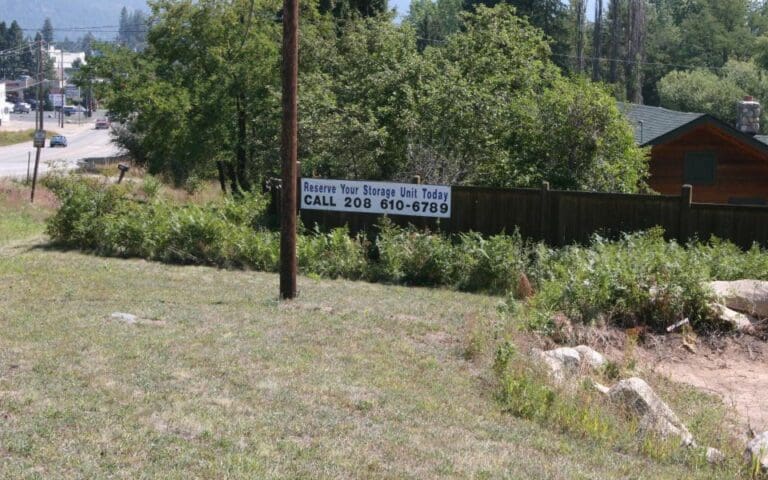 Reserve Your Storage Unit Today
CALL 208 610-6789